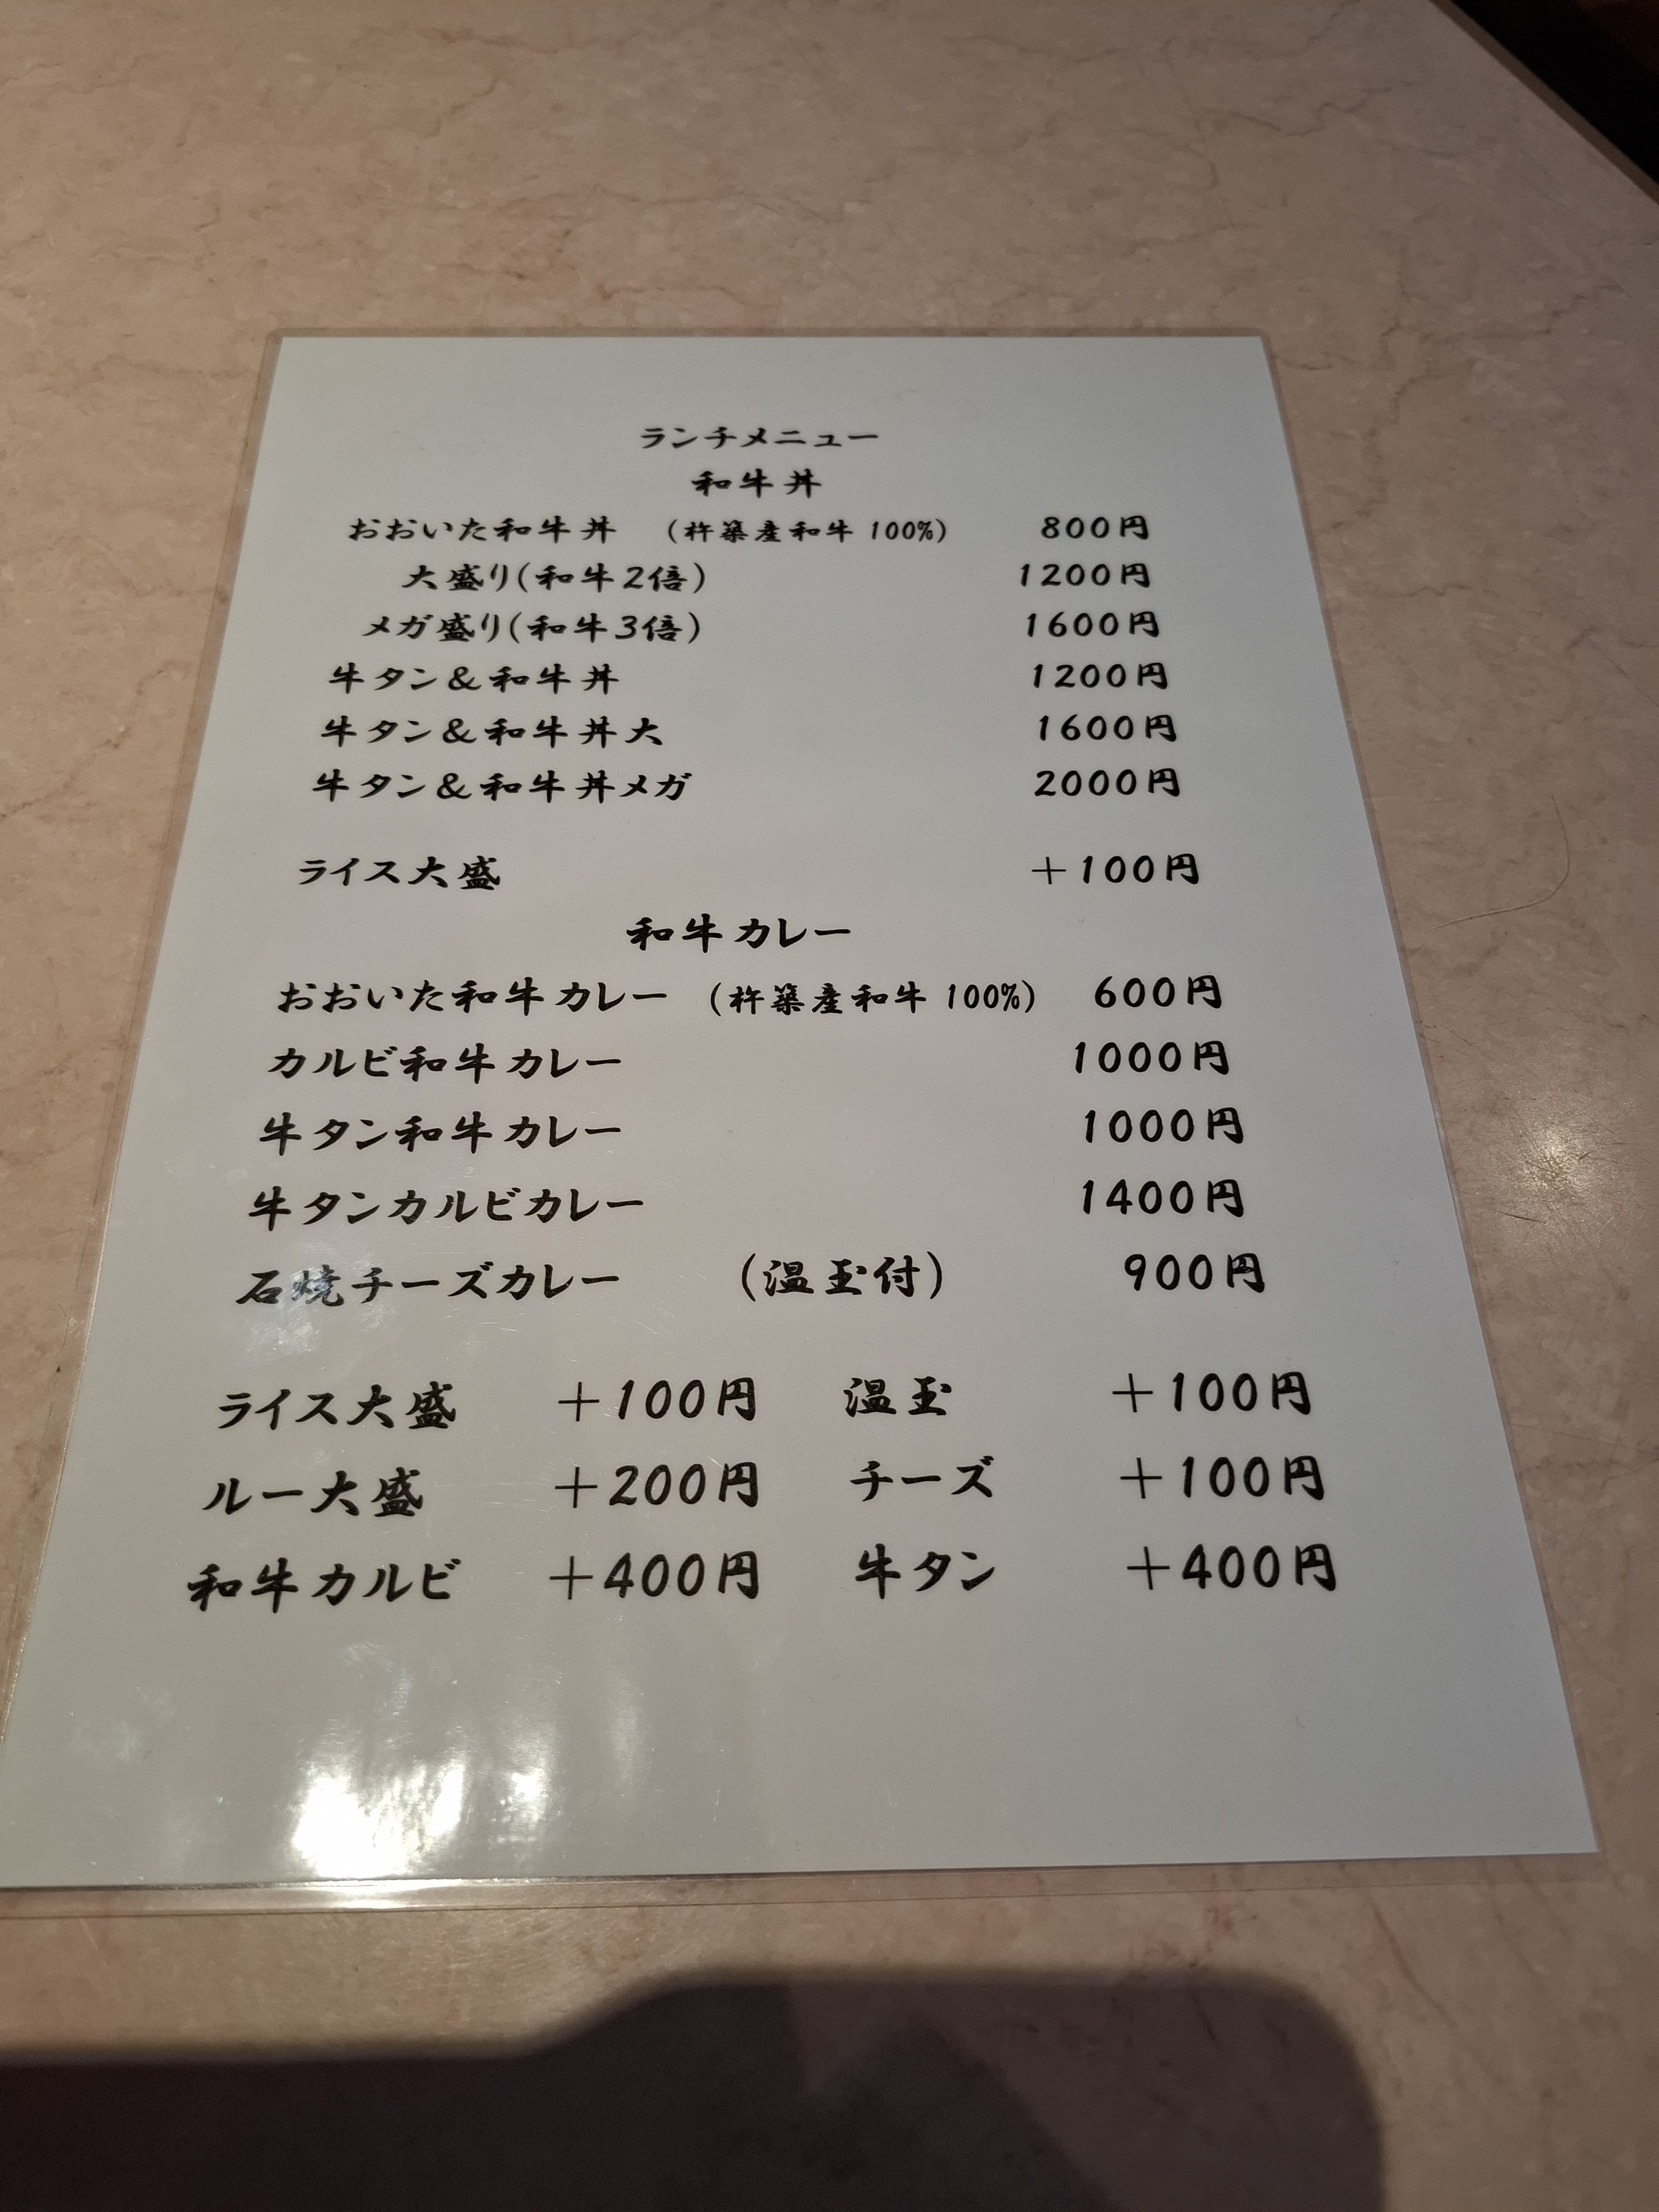 ランチメニュー
和牛丼
おおいた和牛丼 (杵築産和牛 100%) 800円
大盛り(和牛2倍) 1200円
メガ盛り(和牛3倍) 1600円
牛タン&和牛丼 1200円
牛タン&和牛丼大 1600円
牛タン&和牛丼メガ 2000円
ライス大盛 +100円
和牛カレー
おおいた和牛カレー (杵築産和牛 100%) 600円
カルビ和牛カレー 1000円
牛タン和牛カレー 1000円
牛タンカルビカレー 1400円
石焼チーズカレー (温玉付) 900円
ライス大盛 +100円 温玉 +100円
ルー大盛 +200円 チーズ +100円
和牛カルビ +400円 牛タン +400円